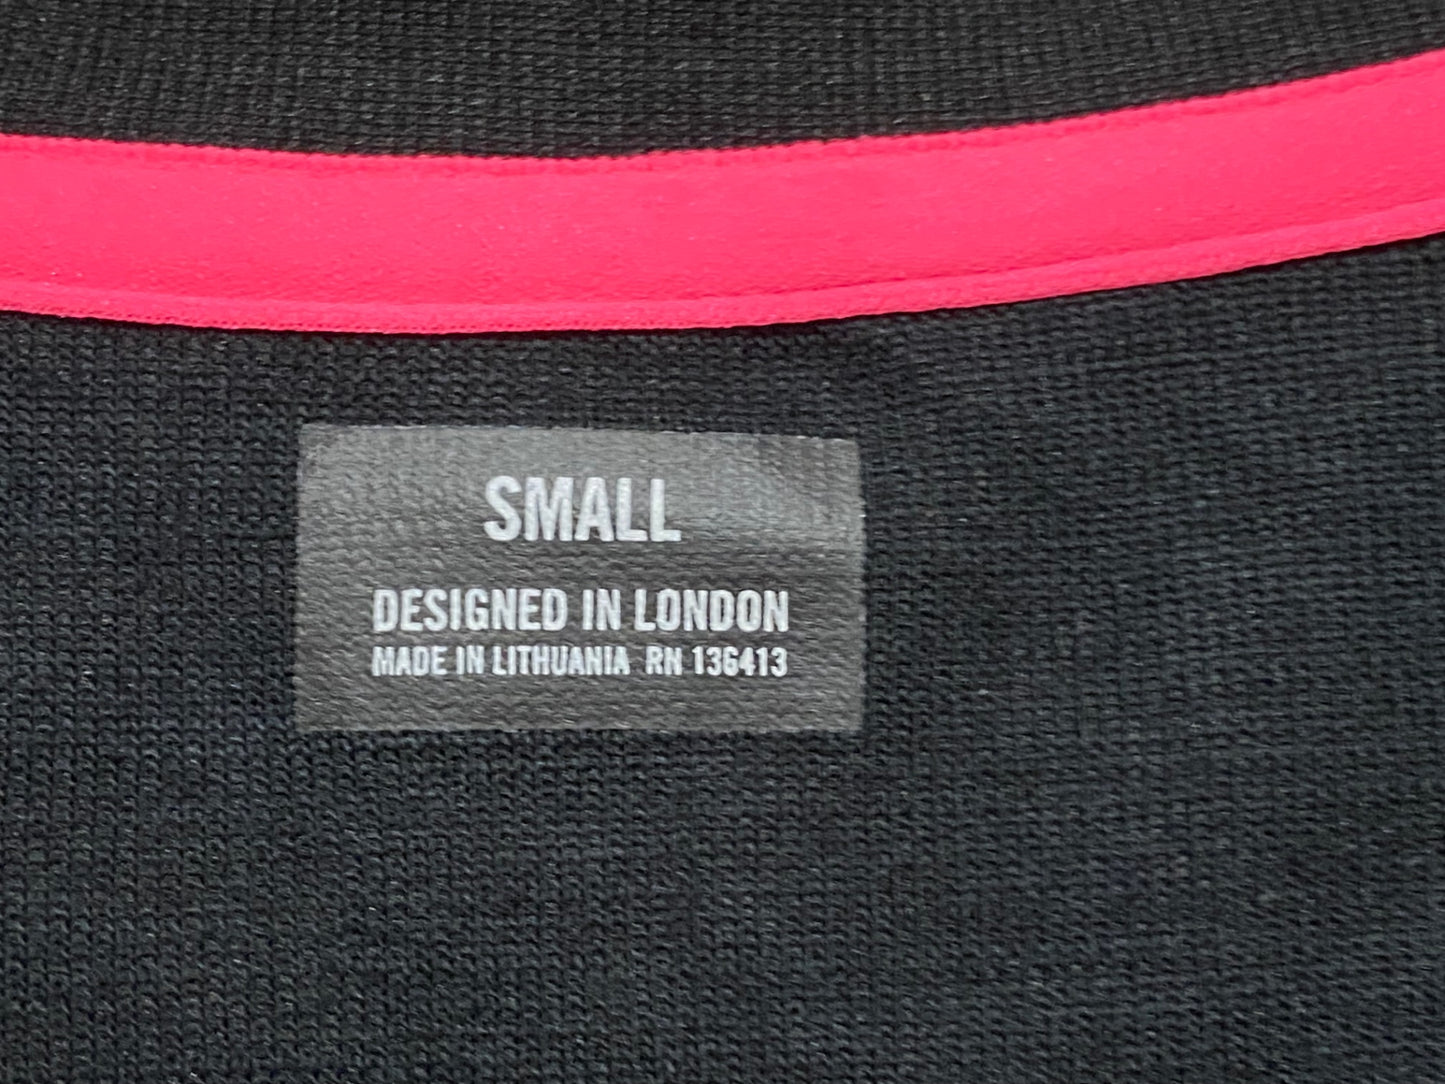 SMALL
DESIGNED IN LONDON
MADE IN LITHUANIA RN 136413